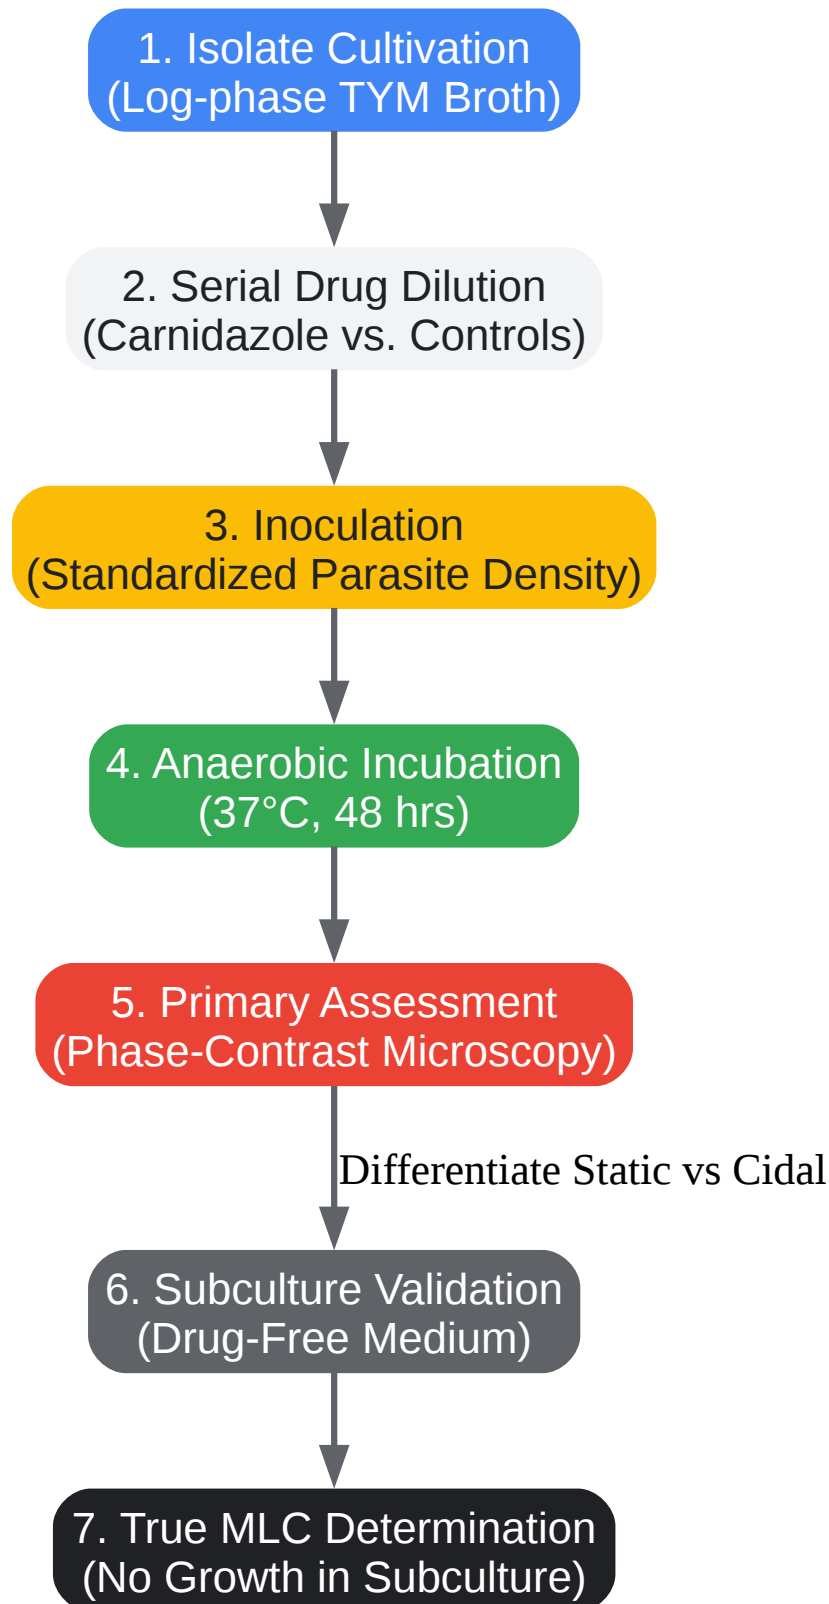 1. Isolate Cultivation
(Log-phase TYM Broth)
2. Serial Drug Dilution
(Carnidazole vs. Controls)
3. Inoculation
(Standardized Parasite Density)
4. Anaerobic Incubation
(37°C, 48 hrs)
5. Primary Assessment
(Phase-Contrast Microscopy)
Differentiate Static vs Cidal
6. Subculture Validation
(Drug-Free Medium)
7. True MLC Determination
(No Growth in Subculture)